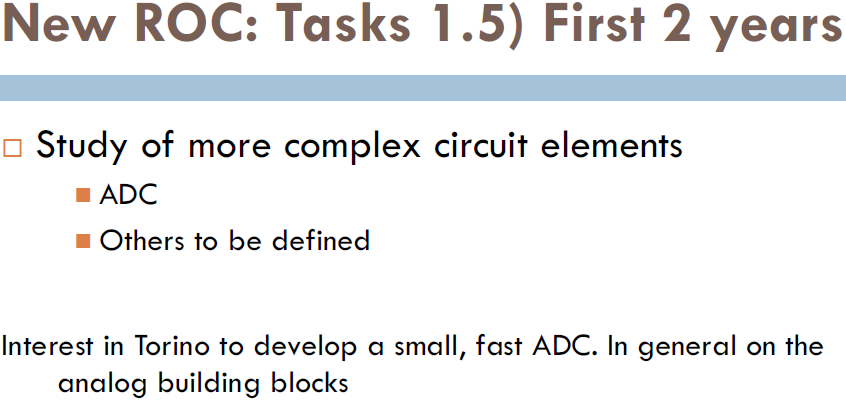 New ROC: Tasks 1.5) First 2 years
Study of more complex circuit elements
ADC
Others to be defined
Interest in Torino to develop a small, fast ADC. In general on the
analog building blocks